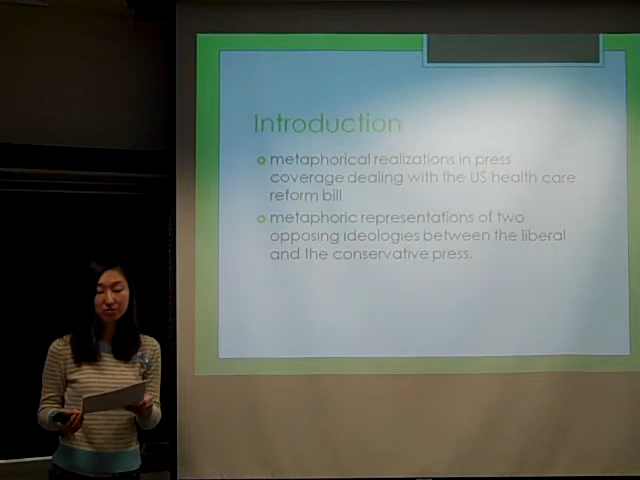 Introduction
metaphorical realizations in press
coverage dealing with the US health care
reform bill
metaphoric representations of two
opposing ideologies between the liberal
and the conservative press.